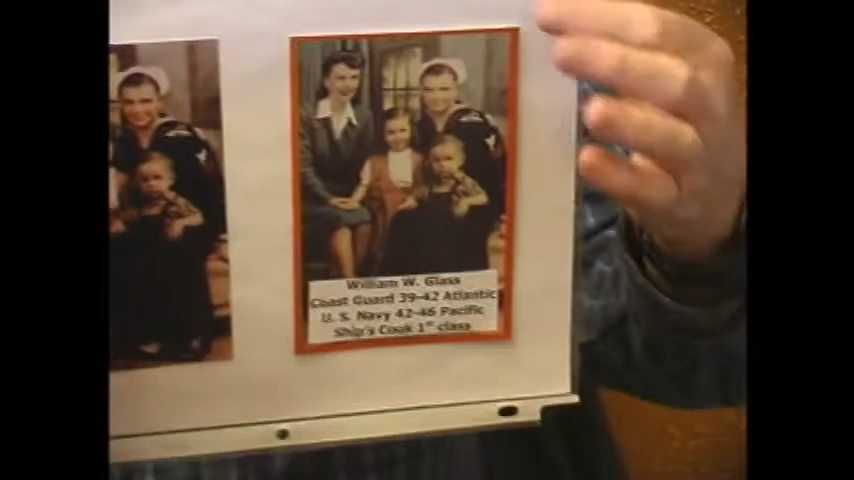 William W. Glass
Coast Guard 39-42 Atlantic
U. S. Navy 42-46 Pacific
Ship's Cook 1st class